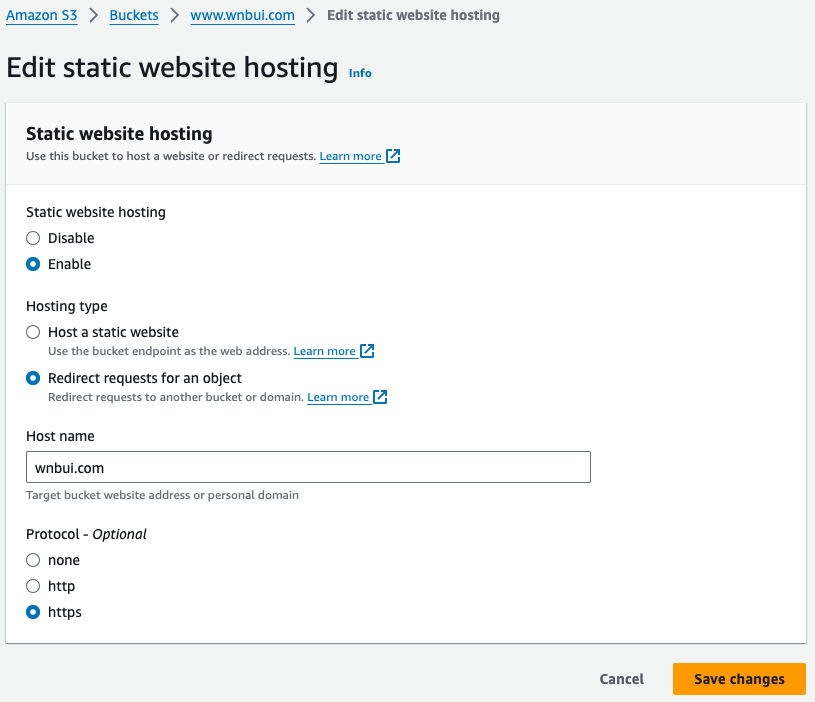 Amazon S3 > Buckets > www.wnbui.com > Edit static website hosting
Edit static website hosting Info
Static website hosting
Use this bucket to host a website or redirect requests. Learn more
Static website hosting
Disable
Enable
Hosting type
Host a static website
Use the bucket endpoint as the web address. Learn more
Redirect requests for an object
Redirect requests to another bucket or domain. Learn more
Host name
wnbui.com
Target bucket website address or personal domain
Protocol - Optional
none
http
https
Cancel Save changes